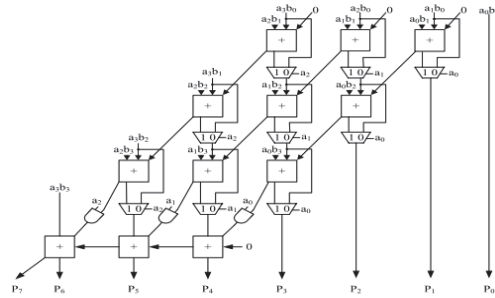 a₃b₀ a₂b₀ a₁b₀ a₀b
a₂b₁ 0 a₁b₁ 0 a₀b₁ 0
+ + +
1 0 a₂ 1 0 a₁ 1 0 a₀
a₃b₁
a₂b₂ a₁b₂ a₀b₂
+ + +
1 0 a₂ 1 0 a₁ 1 0 a₀
a₃b₂
a₂b₃ a₁b₃ a₀b₃
+ + +
a₃b₃ a₂ 1 0 a₂ a₁ 1 0 a₁ a₀ 1 0 a₀
+ + + 0
P₇ P₆ P₅ P₄ P₃ P₂ P₁ P₀